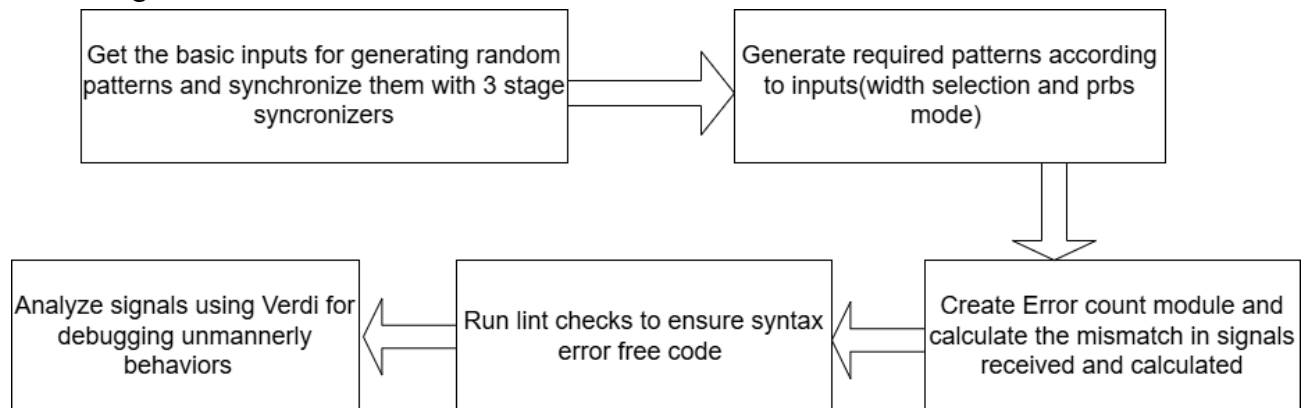 Get the basic inputs for generating random
patterns and synchronize them with 3 stage
syncronizers
Generate required patterns according
to inputs(width selection and prbs
mode)
Create Error count module and
calculate the mismatch in signals
received and calculated
Run lint checks to ensure syntax
error free code
Analyze signals using Verdi for
debugging unmannerly
behaviors